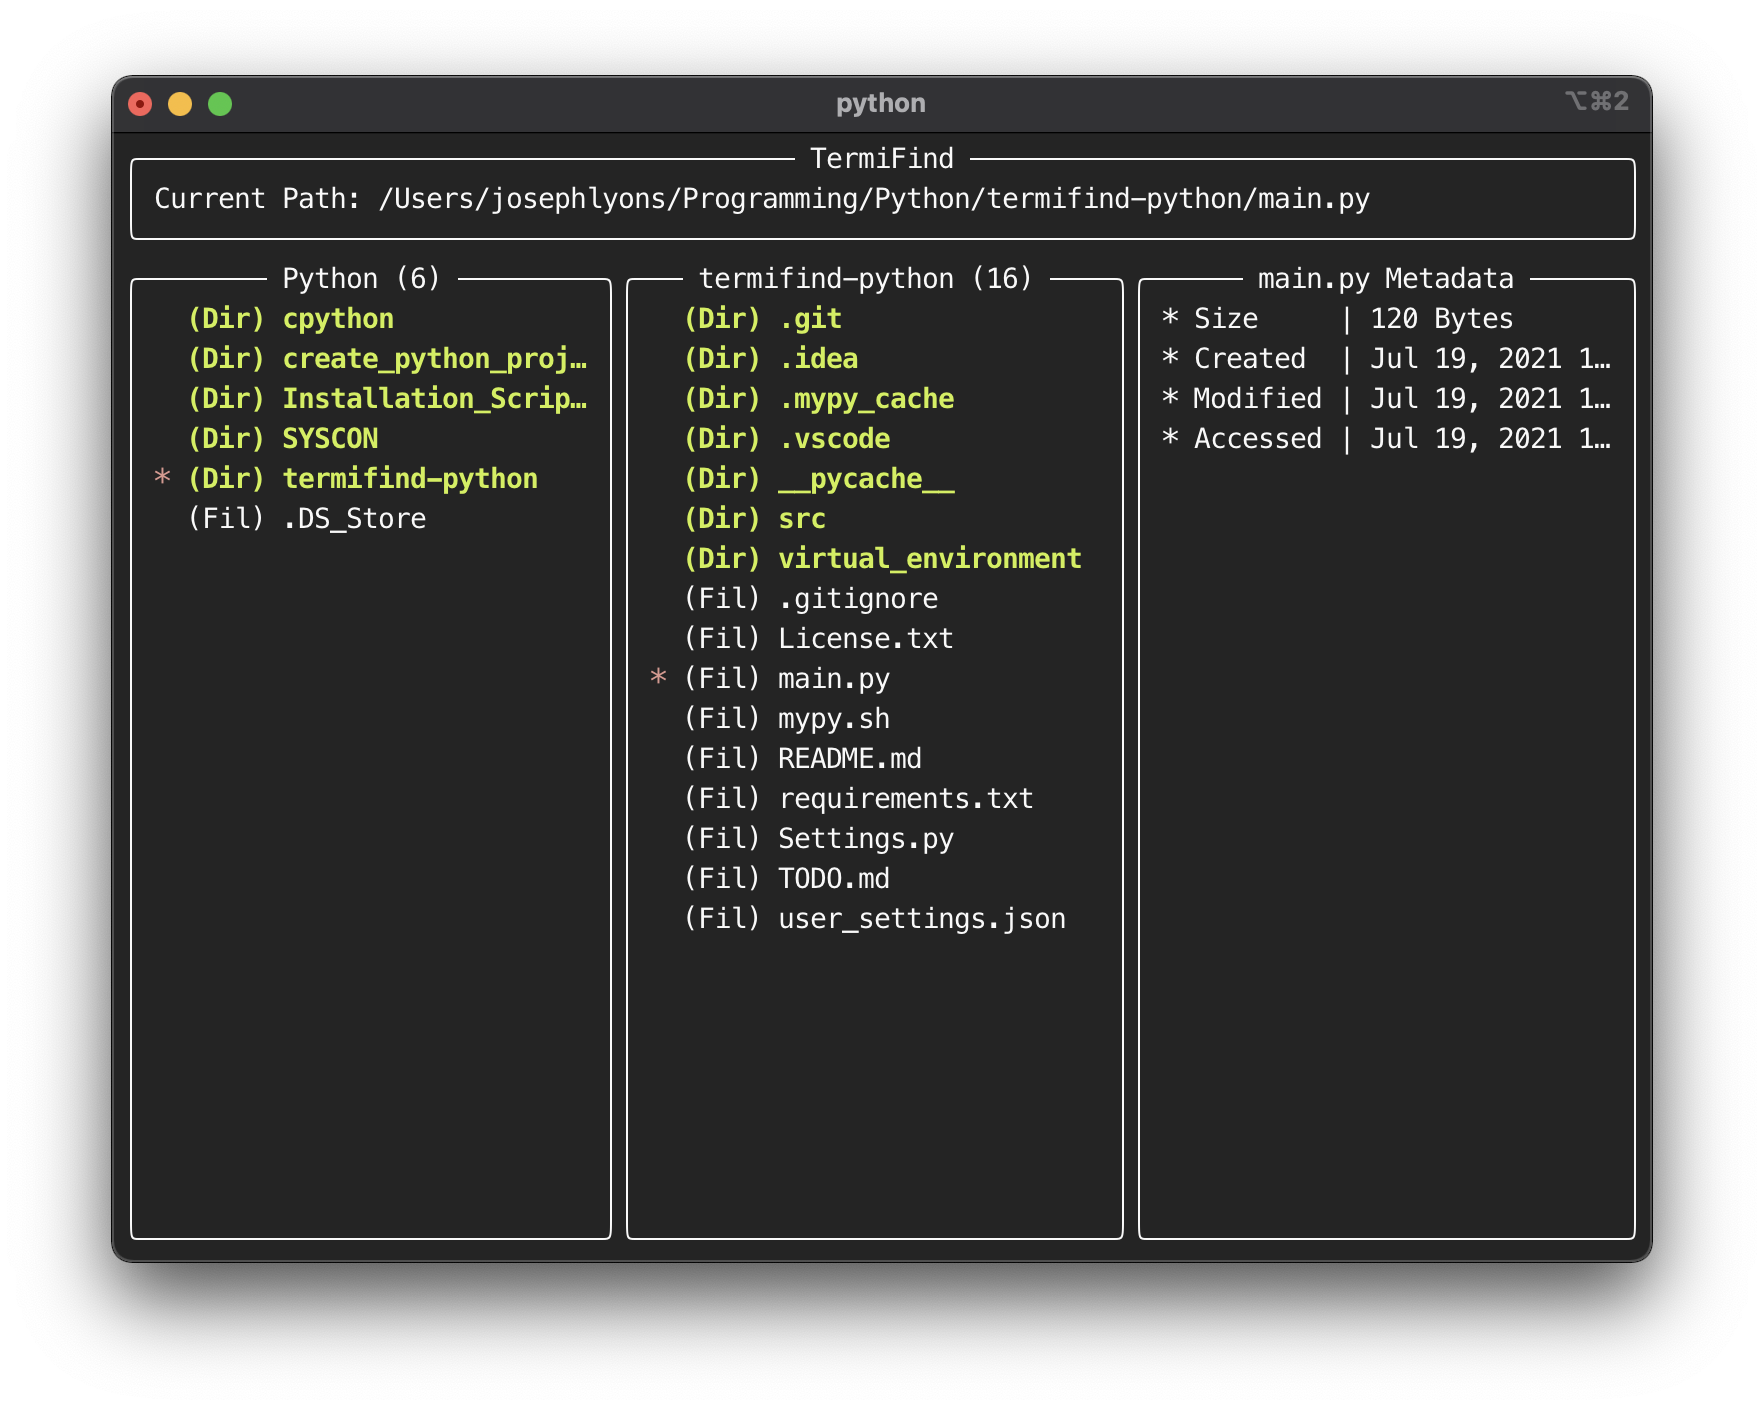 python
⌥⌘2
TermiFind
Current Path: /Users/josephlyons/Programming/Python/termifind-python/main.py
Python (6)
(Dir) cpython
(Dir) create_python_proj…
(Dir) Installation_Scrip…
(Dir) SYSCON
* (Dir) termifind-python
(Fil) .DS_Store
termifind-python (16)
(Dir) .git
(Dir) .idea
(Dir) .mypy_cache
(Dir) .vscode
(Dir) __pycache__
(Dir) src
(Dir) virtual_environment
(Fil) .gitignore
(Fil) License.txt
* (Fil) main.py
(Fil) mypy.sh
(Fil) README.md
(Fil) requirements.txt
(Fil) Settings.py
(Fil) TODO.md
(Fil) user_settings.json
main.py Metadata
* Size | 120 Bytes
* Created | Jul 19, 2021 1…
* Modified | Jul 19, 2021 1…
* Accessed | Jul 19, 2021 1…